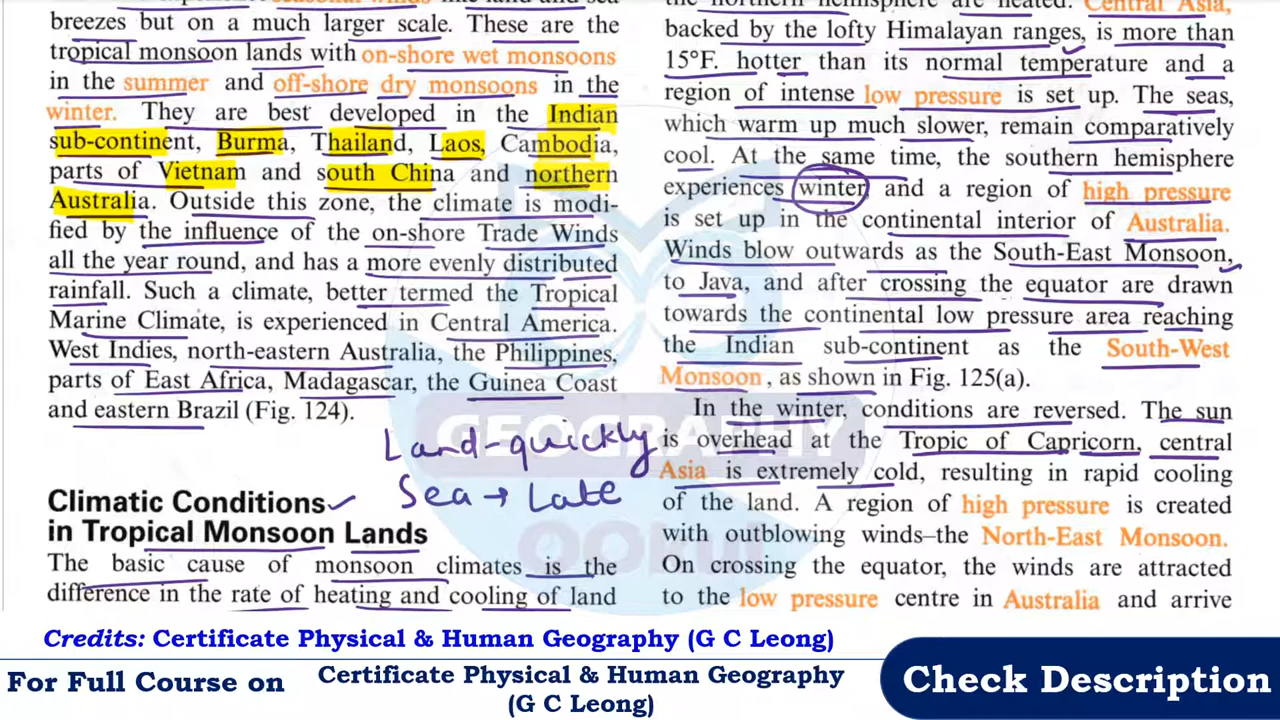 breezes but on a much larger scale. These are the
tropical monsoon lands with on-shore wet monsoons
in the summer and off-shore dry monsoons in the
winter. They are best developed in the Indian
sub-continent, Burma, Thailand, Laos, Cambodia,
parts of Vietnam and south China and northern
Australia. Outside this zone, the climate is modi-
fied by the influence of the on-shore Trade Winds
all the year round, and has a more evenly distributed
rainfall. Such a climate, better termed the Tropical
Marine Climate, is experienced in Central America.
West Indies, north-eastern Australia, the Philippines,
parts of East Africa, Madagascar, the Guinea Coast
and eastern Brazil (Fig. 124).
Land-quickly
Sea → Late
Climatic Conditions
in Tropical Monsoon Lands
The basic cause of monsoon climates is the
difference in the rate of heating and cooling of land
the northern hemisphere are heated. Central Asia,
backed by the lofty Himalayan ranges, is more than
15°F. hotter than its normal temperature and a
region of intense low pressure is set up. The seas,
which warm up much slower, remain comparatively
cool. At the same time, the southern hemisphere
experiences winter and a region of high pressure
is set up in the continental interior of Australia.
Winds blow outwards as the South-East Monsoon,
to Java, and after crossing the equator are drawn
towards the continental low pressure area reaching
the Indian sub-continent as the South-West
Monsoon, as shown in Fig. 125(a).
In the winter, conditions are reversed. The sun
is overhead at the Tropic of Capricorn, central
Asia is extremely cold, resulting in rapid cooling
of the land. A region of high pressure is created
with outblowing winds–the North-East Monsoon.
On crossing the equator, the winds are attracted
to the low pressure centre in Australia and arrive
GEOGRAPHY
Credits: Certificate Physical & Human Geography (G C Leong)
For Full Course on
Certificate Physical & Human Geography
(G C Leong)
Check Description